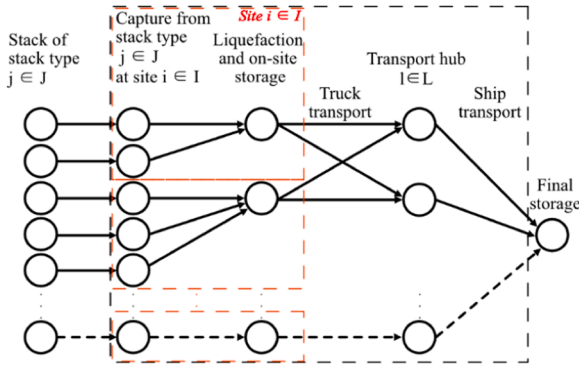 Stack of
stack type
j ∈ J
Capture from
stack type
j ∈ J
at site i ∈ I
Site i ∈ I
Liquefaction
and on-site
storage
Truck
transport
Transport hub
l∈L
Ship
transport
Final
storage